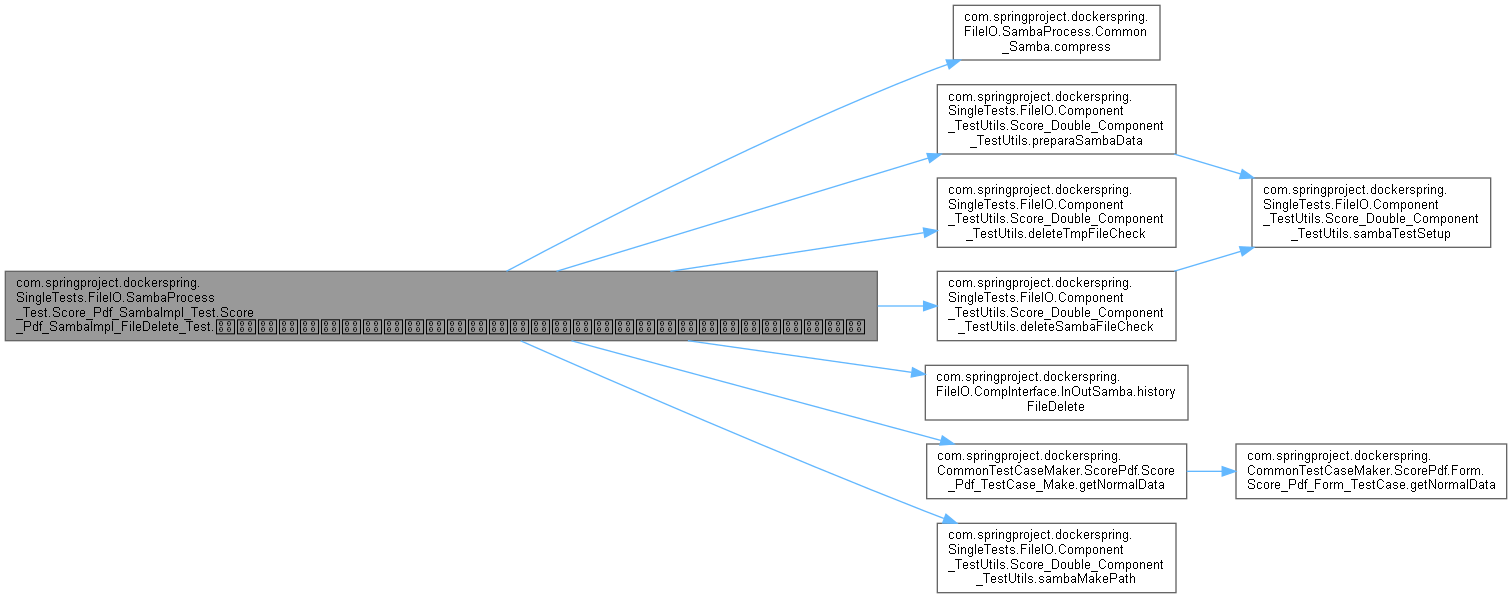 com.springproject.dockerspring.
FileIO.SambaProcess.Common
_Samba.compress
com.springproject.dockerspring.
SingleTests.FileIO.Component
_TestUtils.Score_Double_Component
_TestUtils.preparaSambaData
com.springproject.dockerspring.
SingleTests.FileIO.Component
_TestUtils.Score_Double_Component
_TestUtils.deleteTmpFileCheck
com.springproject.dockerspring.
SingleTests.FileIO.Component
_TestUtils.Score_Double_Component
_TestUtils.sambaTestSetup
com.springproject.dockerspring.
SingleTests.FileIO.SambaProcess
_Test.Score_Pdf_SambaImpl_Test.Score
_Pdf_SambaImpl_FileDelete_Test.
com.springproject.dockerspring.
SingleTests.FileIO.Component
_TestUtils.Score_Double_Component
_TestUtils.deleteSambaFileCheck
com.springproject.dockerspring.
FileIO.CompInterface.InOutSamba.history
FileDelete
com.springproject.dockerspring.
CommonTestCaseMaker.ScorePdf.Score
_Pdf_TestCase_Make.getNormalData
com.springproject.dockerspring.
CommonTestCaseMaker.ScorePdf.Form.
Score_Pdf_Form_TestCase.getNormalData
com.springproject.dockerspring.
SingleTests.FileIO.Component
_TestUtils.Score_Double_Component
_TestUtils.sambaMakePath